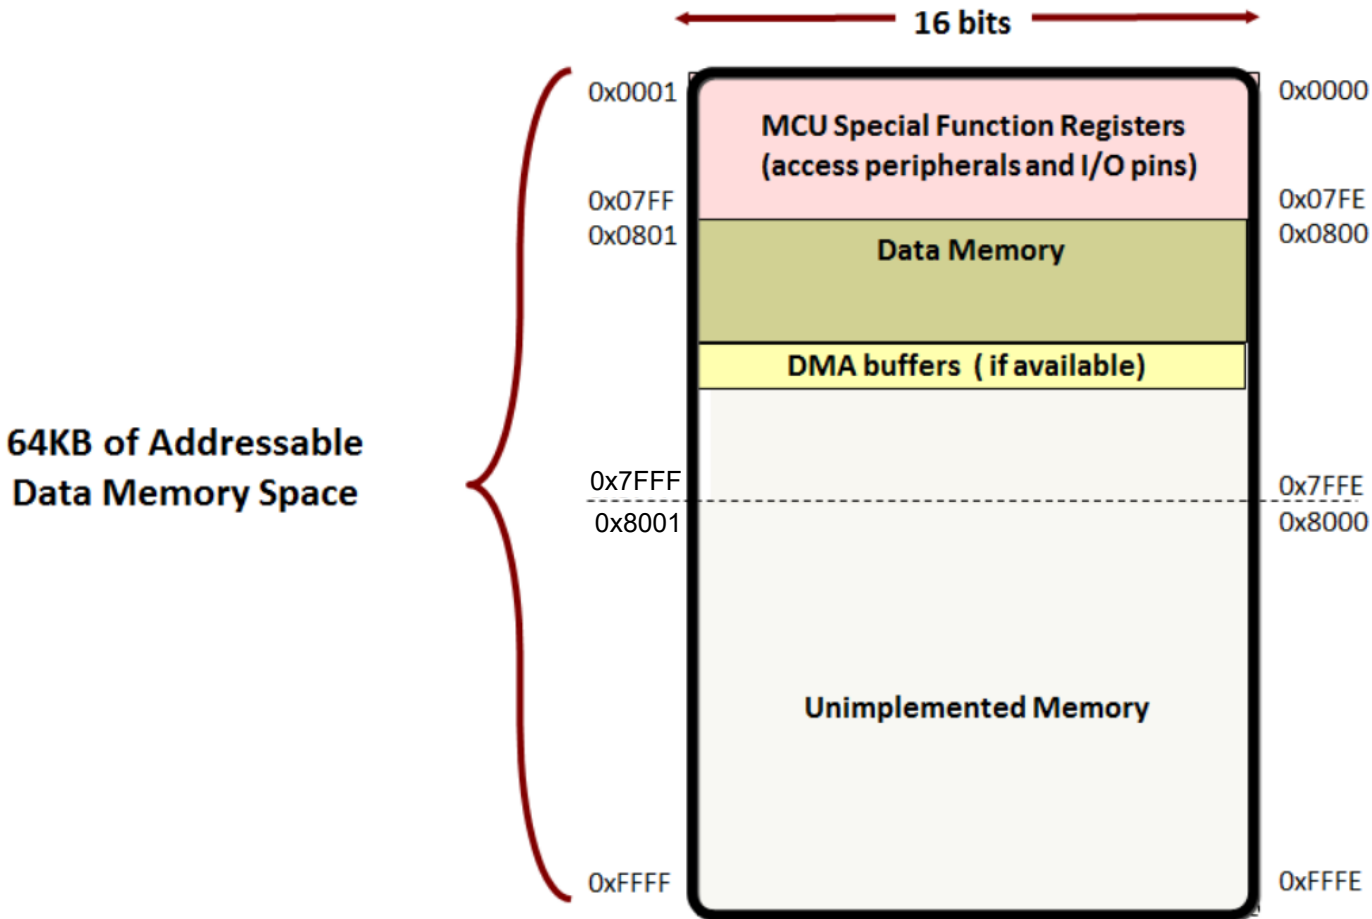 16 bits
0x0001
0x0000
MCU Special Function Registers
(access peripherals and I/O pins)
0x07FF
0x07FE
0x0801
0x0800
Data Memory
DMA buffers ( if available)
64KB of Addressable
Data Memory Space
0x7FFF
0x7FFE
0x8001
0x8000
Unimplemented Memory
0xFFFF
0xFFFE